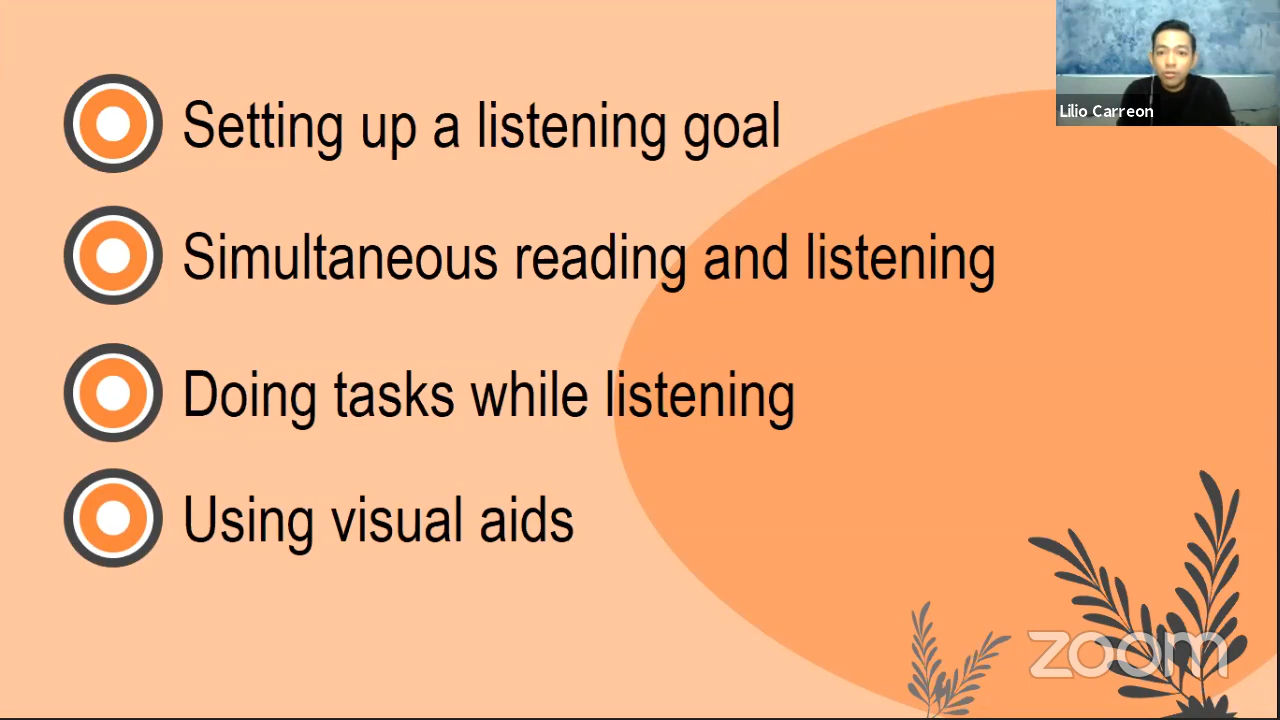 Lilio Carreon
Setting up a listening goal
Simultaneous reading and listening
Doing tasks while listening
Using visual aids
zoom